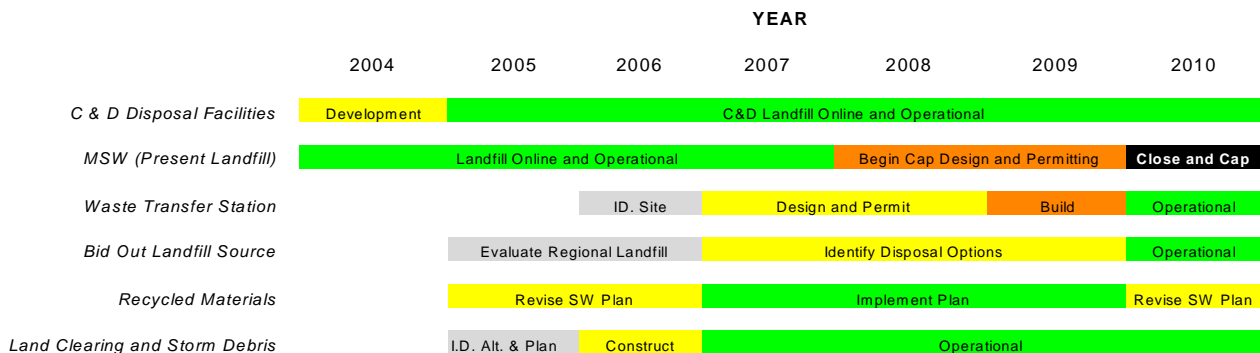 YEAR
2004 2005 2006 2007 2008 2009 2010
C & D Disposal Facilities Development C&D Landfill Online and Operational
MSW (Present Landfill) Landfill Online and Operational Begin Cap Design and Permitting Close and Cap
Waste Transfer Station ID. Site Design and Permit Build Operational
Bid Out Landfill Source Evaluate Regional Landfill Identify Disposal Options Operational
Recycled Materials Revise SW Plan Implement Plan Revise SW Plan
Land Clearing and Storm Debris I.D. Alt. & Plan Construct Operational